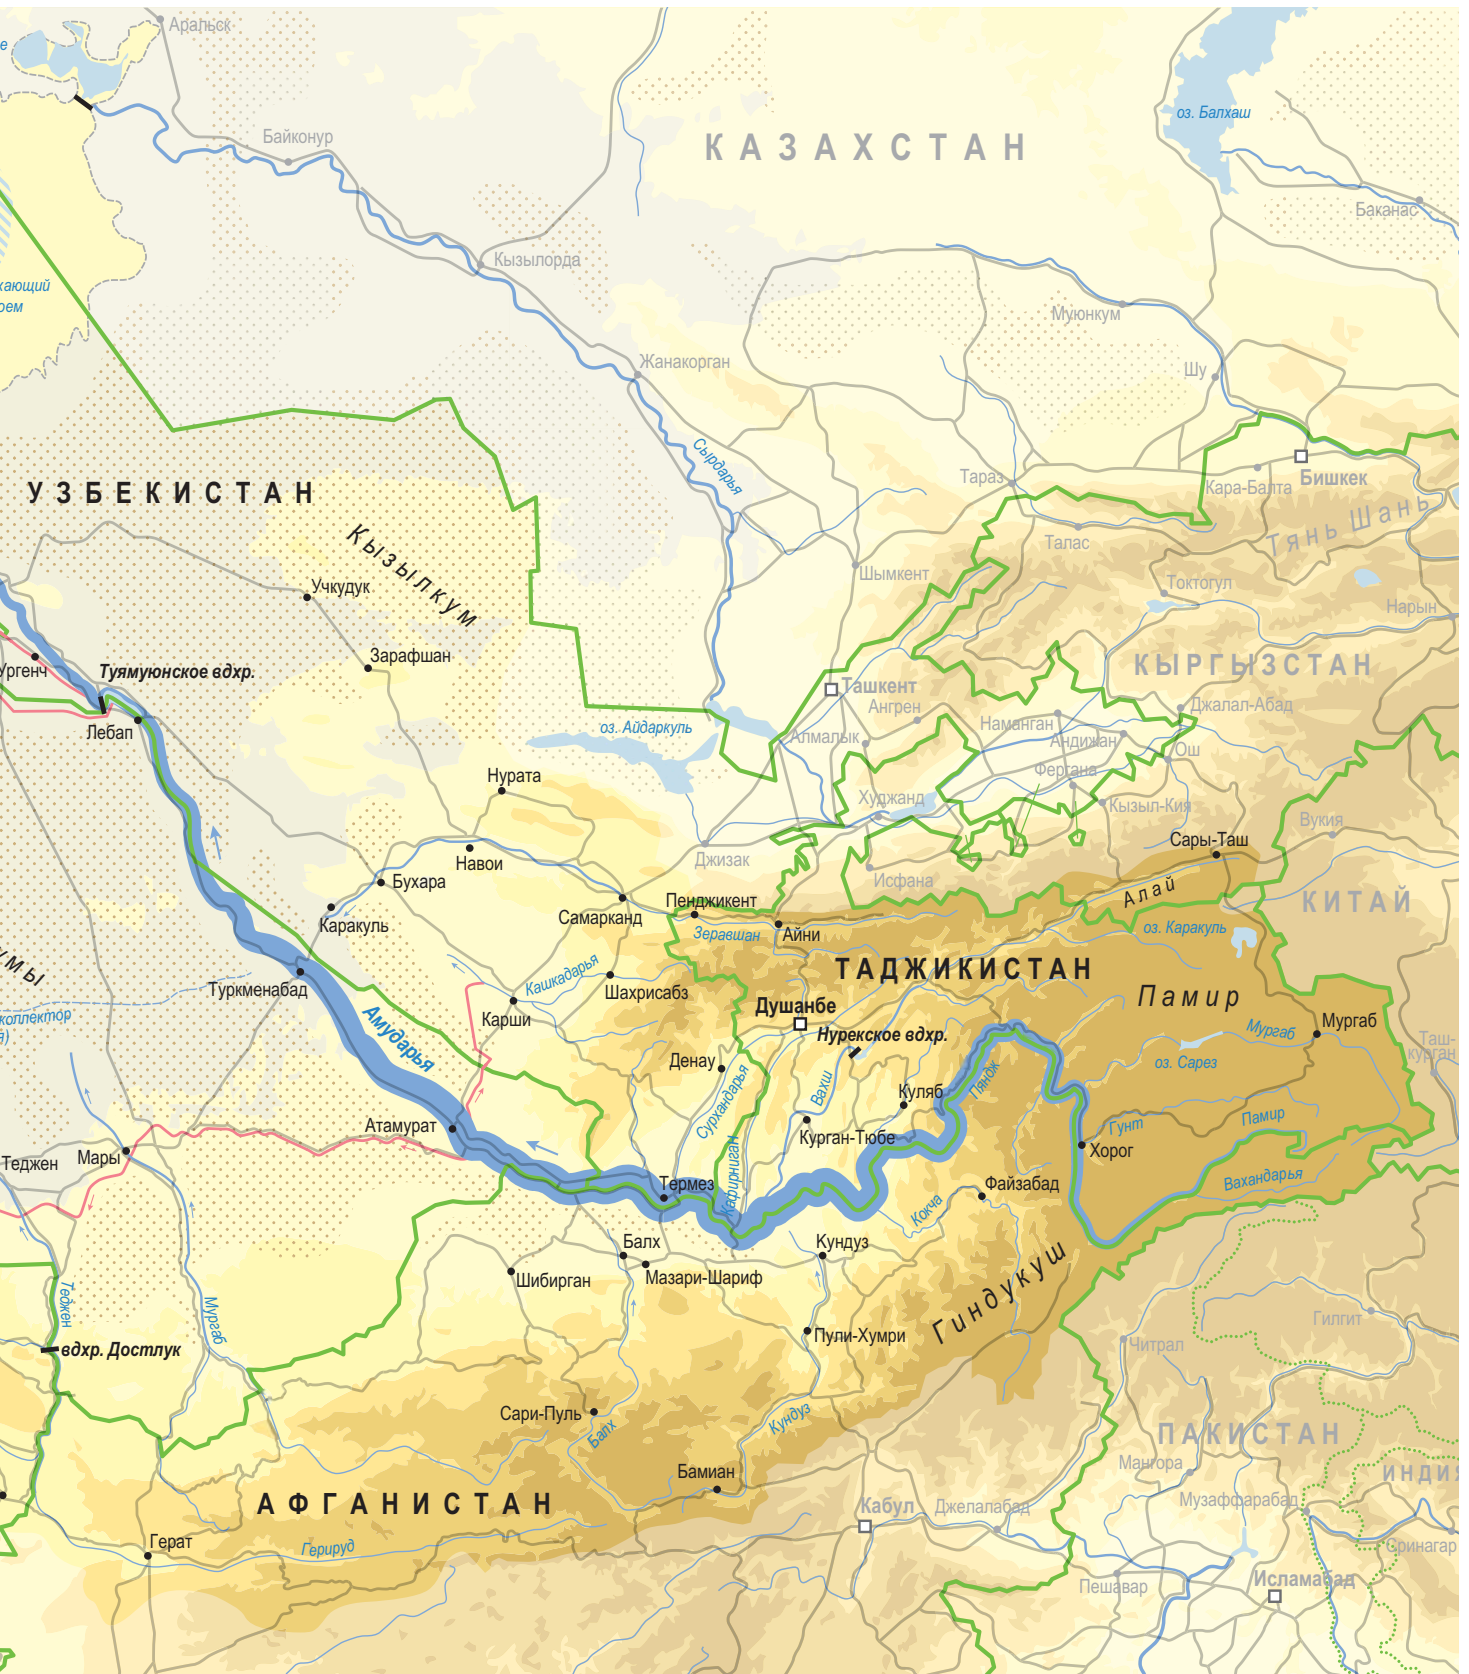 Аральск
Байконур
КАЗАХСТАН
оз. Балхаш
Баканас
Кызылорда
Муюнкум
Жанакорган
Шу
Сырдарья
УЗБЕКИСТАН
Тараз
Кара-Балта
Бишкек
Тянь Шань
Кызылкум
Талас
Шымкент
Учкудук
Токтогул
Нарын
Ургенч
Туямуюнское вдхр.
Зарафшан
КЫРГЫЗСТАН
Ташкент
Ангрен
Джалал-Абад
Лебап
оз. Айдаркуль
Наманган
Алмалык
Андижан
Ош
Нурата
Фергана
Худжанд
Кызыл-Кия
Вукия
Навои
Джизак
Сары-Таш
Бухара
Исфана
Алай
КИТАЙ
Каракуль
Самарканд
Пенджикент
Зеравшан
Айни
оз. Каракуль
ТАДЖИКИСТАН
Туркменабад
Кашкадарья
Шахрисабз
Памир
коллектор
Карши
Амударья
Душанбе
Нурекское вдхр.
Мургаб
Мургаб
оз. Сарез
Таш-
курган
Денау
Сурхандарья
Вахш
Куляб
Пяндж
Атамурат
Курган-Тюбе
Гунт
Памир
Хорог
Теджен
Мары
Кафирниган
Термез
Файзабад
Вахандарья
Кокча
Балх
Кундуз
Шибирган
Мазари-Шариф
Гиндукуш
Теджен
Мургаб
Пули-Хумри
Гилгит
Читрал
вдхр. Достлук
Сари-Пуль
Балх
Кундуз
ПАКИСТАН
Мангора
ИНДИЯ
Бамиан
АФГАНИСТАН
Кабул
Джелалабад
Музаффарабад
Герат
Герируд
Сринагар
Пешавар
Исламабад